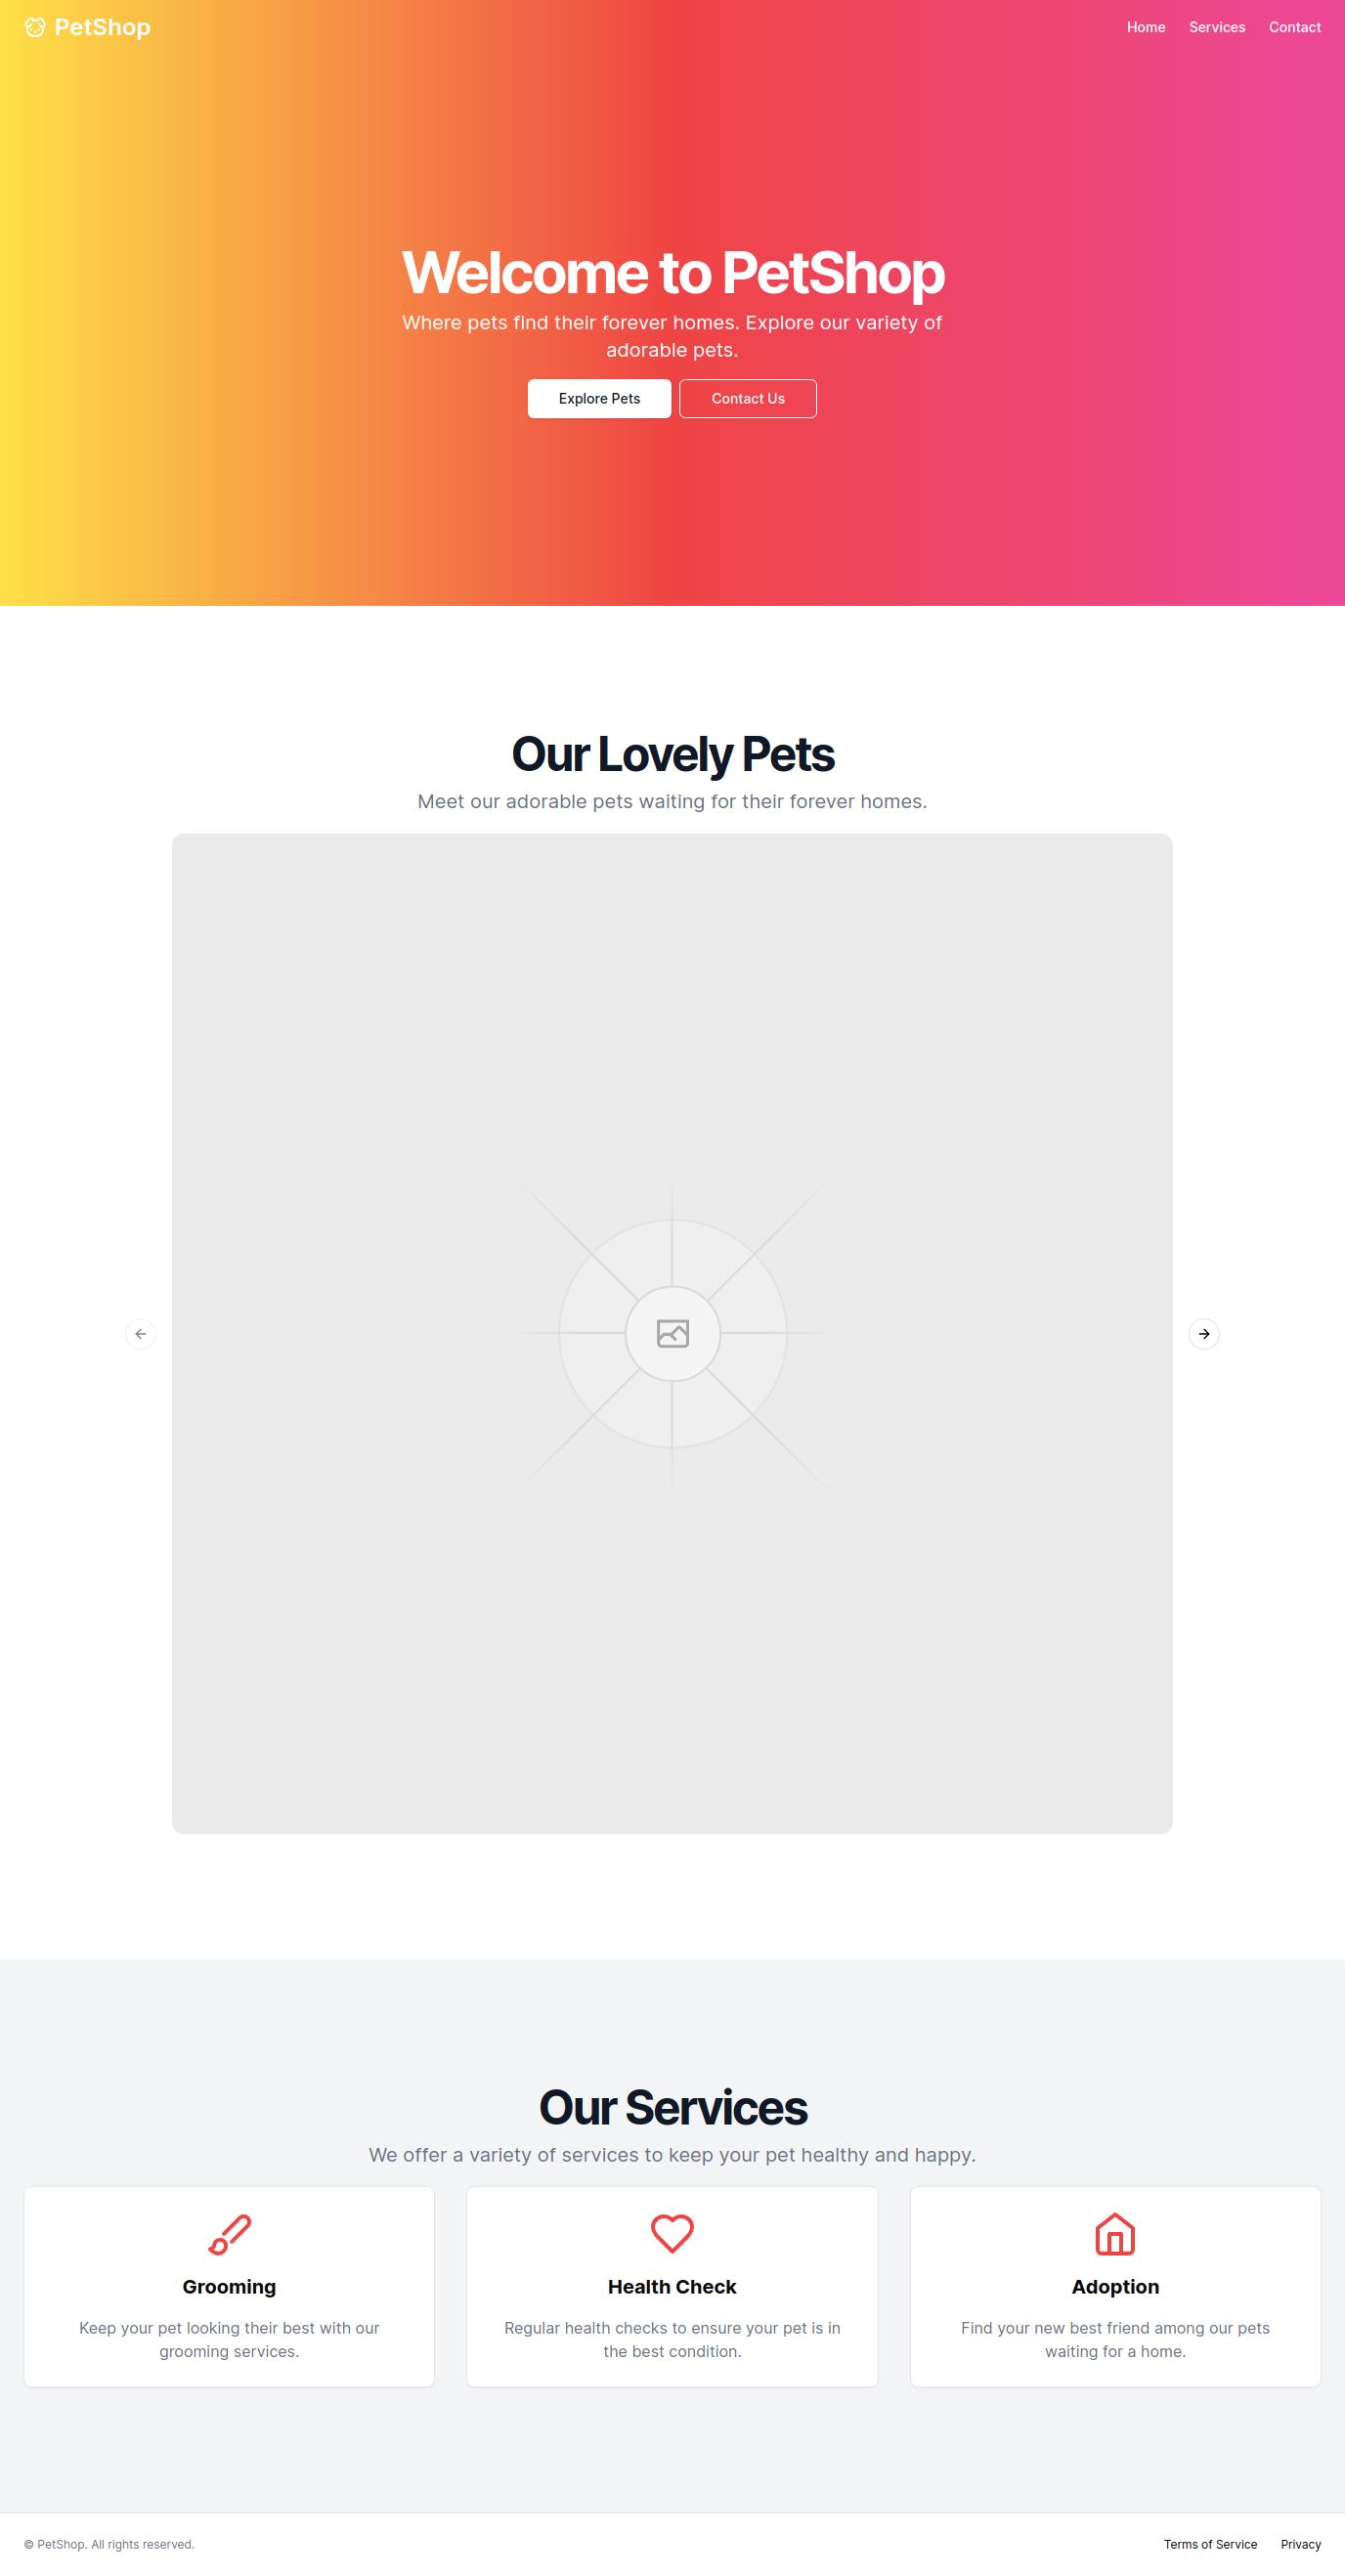 PetShop
Home Services Contact
Welcome to PetShop
Where pets find their forever homes. Explore our variety of
adorable pets.
Explore Pets Contact Us
Our Lovely Pets
Meet our adorable pets waiting for their forever homes.
Our Services
We offer a variety of services to keep your pet healthy and happy.
Grooming
Keep your pet looking their best with our
grooming services.
Health Check
Regular health checks to ensure your pet is in
the best condition.
Adoption
Find your new best friend among our pets
waiting for a home.
© PetShop. All rights reserved.
Terms of Service Privacy